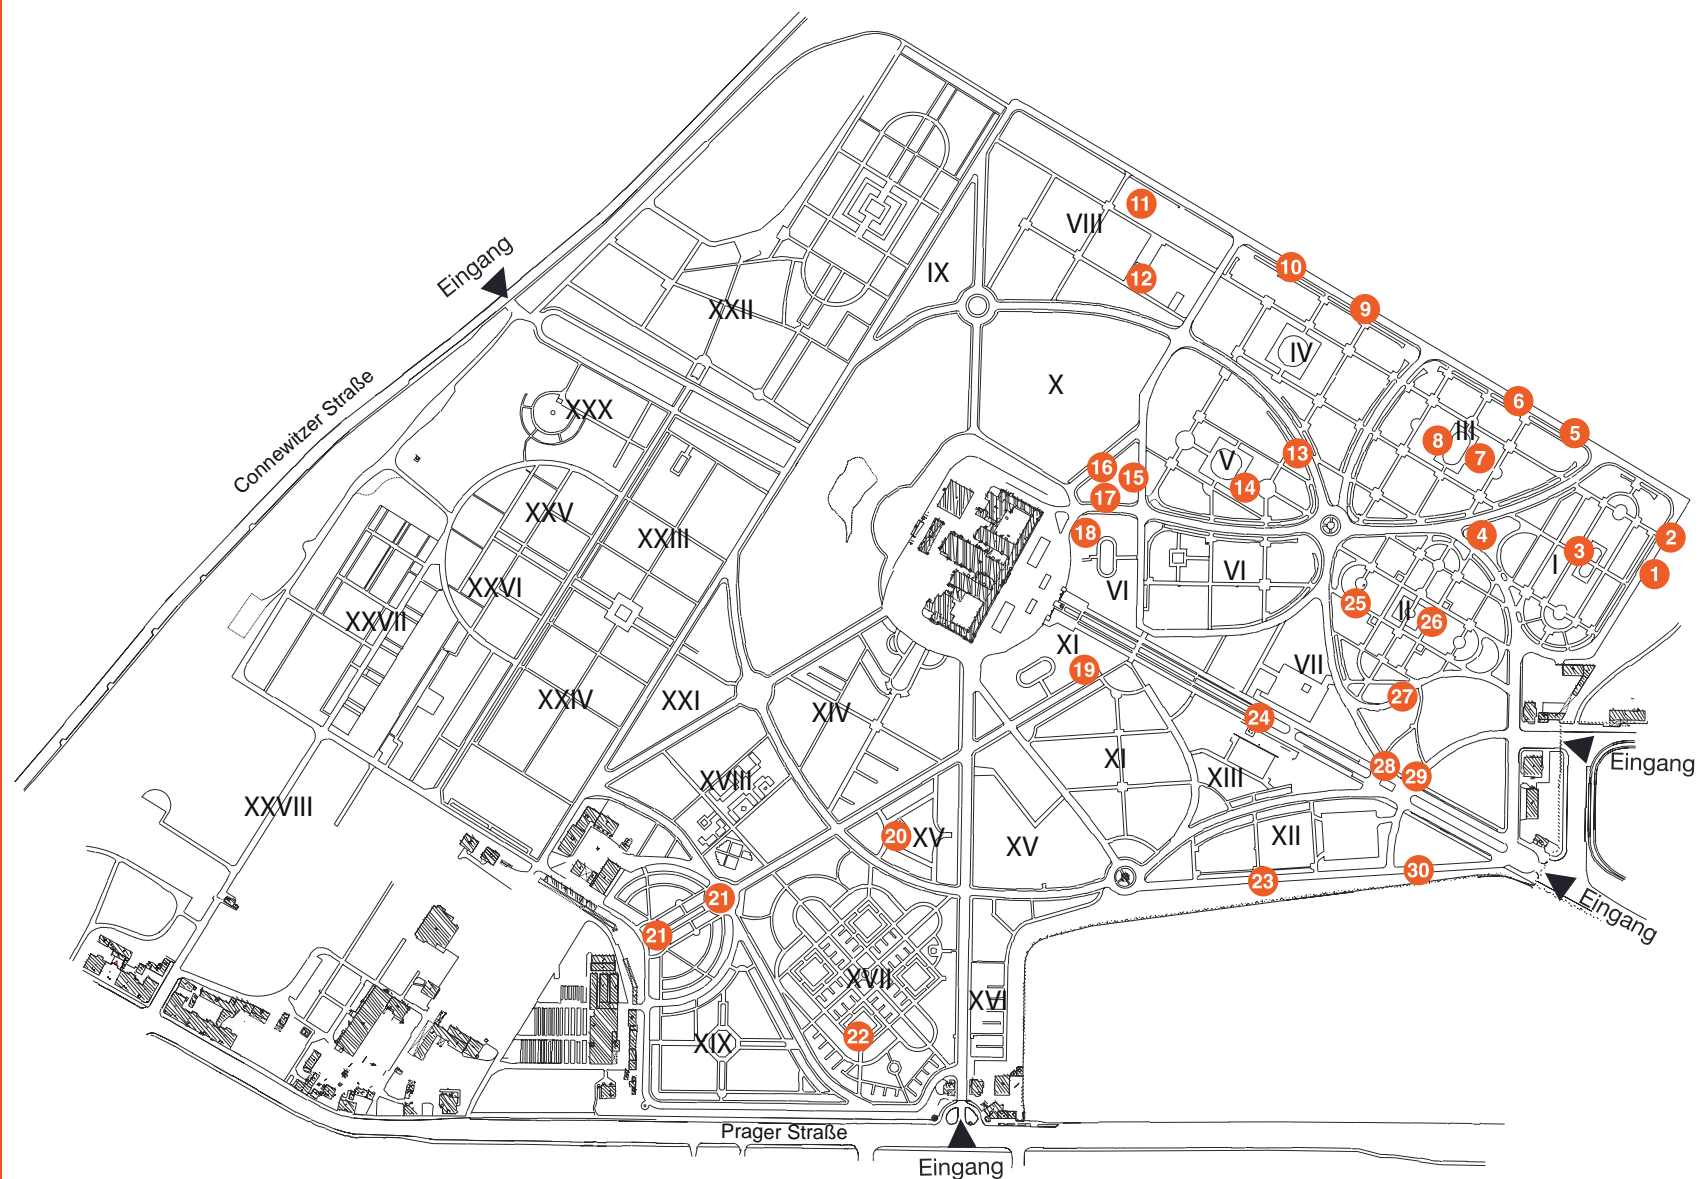 11
VIII
Eingang
IX
12
10
XXII
9
IV
Connewitzer Straße
X
XXX
6
III
5
8
7
13
V
16
15
14
17
XXV
XXIII
18
4
2
3
I
1
VI
VI
XXVI
25
II
26
XXVII
XI
19
VII
XXIV
XXI
27
XIV
24
XI
28
29
Eingang
XVIII
XIII
XXVIII
20
XV
XV
XII
23
30
21
Eingang
21
XVII
XVI
22
XIX
Prager Straße
Eingang